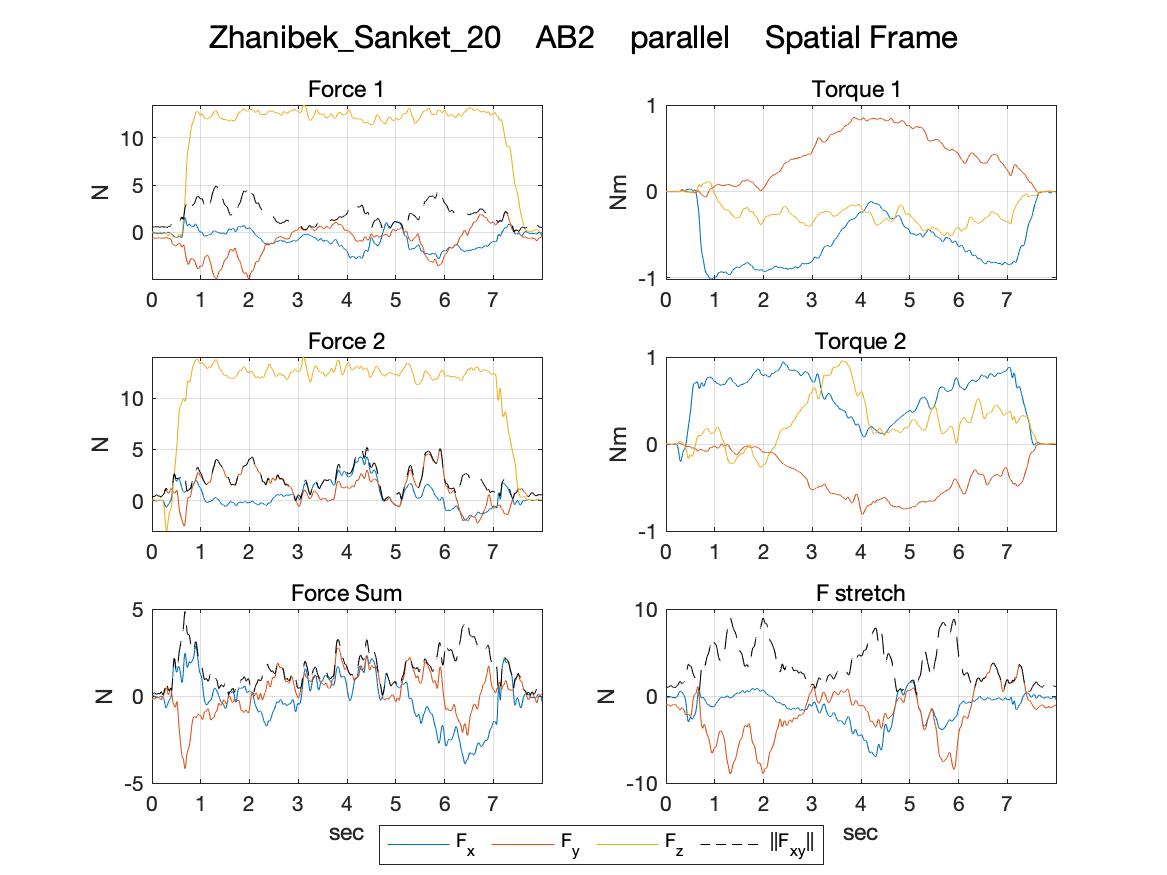 Zhanibek_Sanket_20 AB2 parallel Spatial Frame
Force 1
N
10
5
0
0 1 2 3 4 5 6 7
Torque 1
Nm
1
0
-1
0 1 2 3 4 5 6 7
Force 2
N
10
5
0
0 1 2 3 4 5 6 7
Torque 2
Nm
1
0
-1
0 1 2 3 4 5 6 7
Force Sum
N
5
0
-5
0 1 2 3 4 5 6 7
sec
F stretch
N
10
0
-10
0 1 2 3 4 5 6 7
sec
Fx Fy Fz ||Fxy||